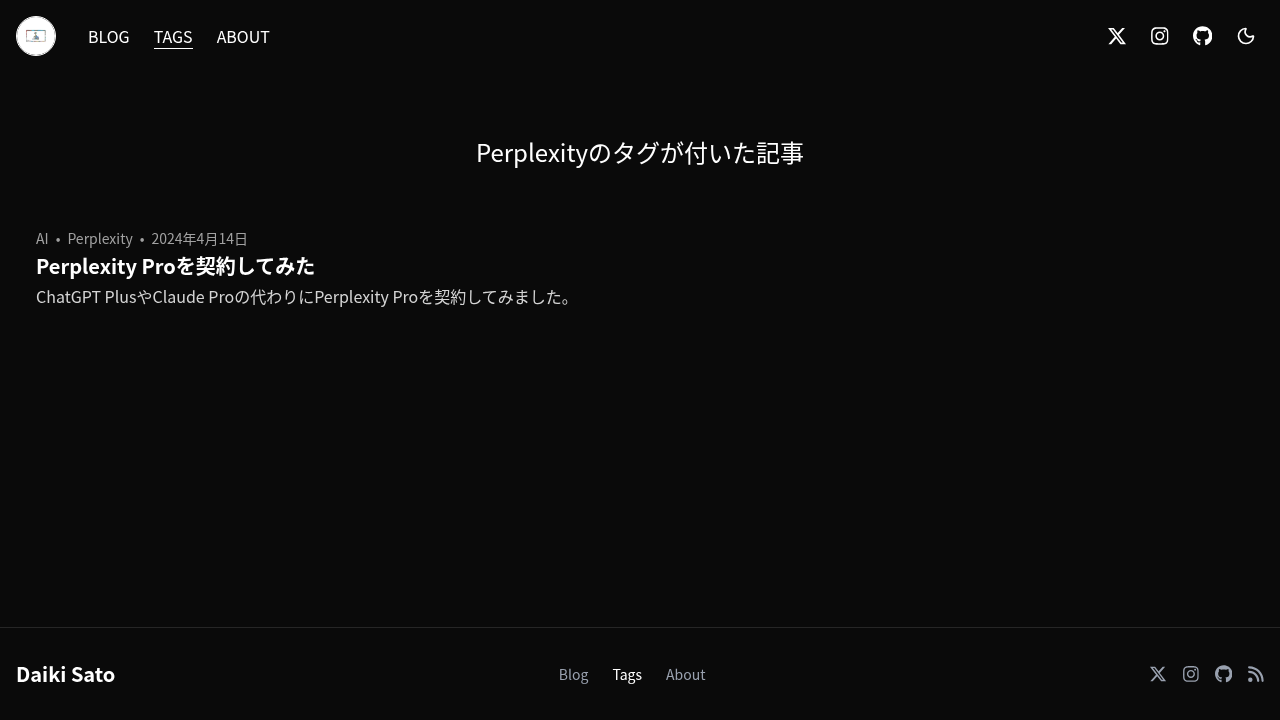 BLOG TAGS ABOUT
Perplexityのタグが付いた記事
AI • Perplexity • 2024年4月14日
Perplexity Proを契約してみた
ChatGPT PlusやClaude Proの代わりにPerplexity Proを契約してみました。
Daiki Sato
Blog Tags About